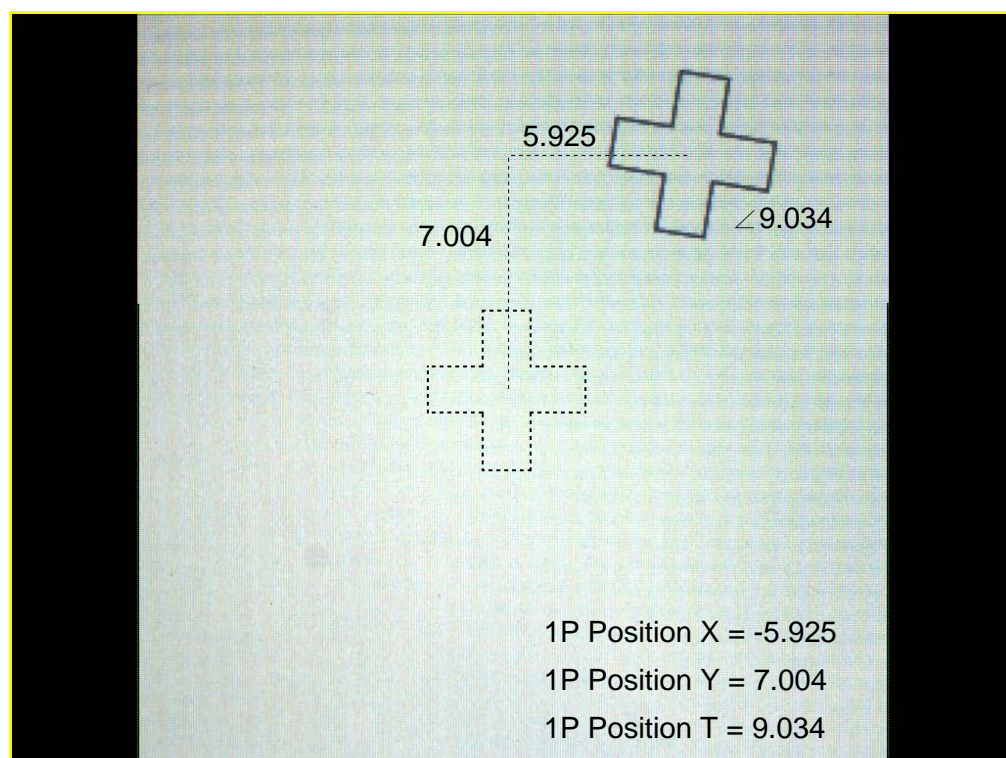 5.925
7.004
∠9.034
1P Position X = -5.925
1P Position Y = 7.004
1P Position T = 9.034